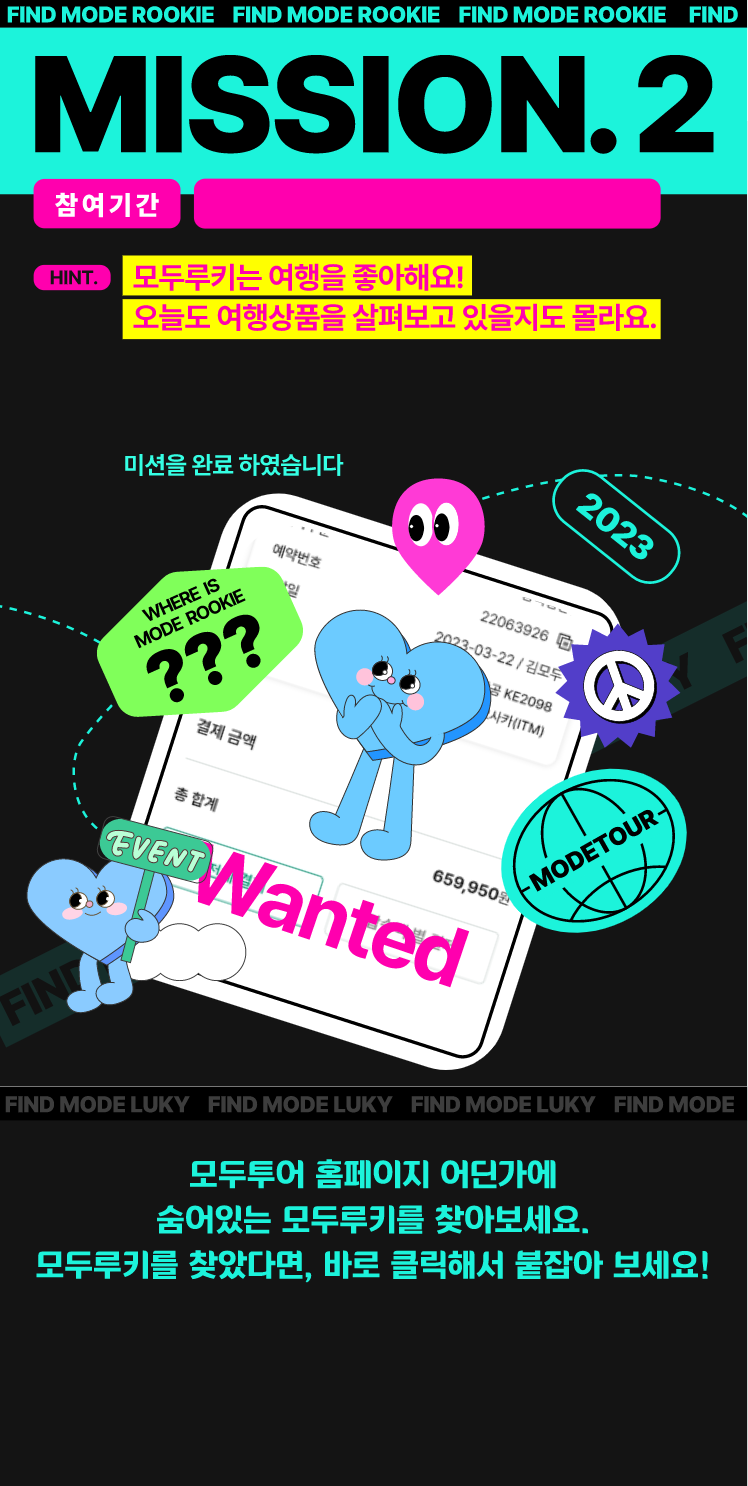 FIND MODE ROOKIE FIND MODE ROOKIE FIND MODE ROOKIE FIND
MISSION. 2
참여기간
HINT.
모두루키는 여행을 좋아해요!
오늘도 여행상품을 살펴보고 있을지도 몰라요.
미션을 완료 하였습니다
2023
예약번호
22063926
WHERE IS
MODE ROOKIE
???
2023-03-22 / 김모두
KE2098
(ITM)
결제 금액
총 합계
659,950원
MODETOUR
EVENT
Wanted
FIND
FIND MODE LUKY FIND MODE LUKY FIND MODE LUKY FIND MODE
모두투어 홈페이지 어딘가에
숨어있는 모두루키를 찾아보세요.
모두루키를 찾았다면, 바로 클릭해서 붙잡아 보세요!